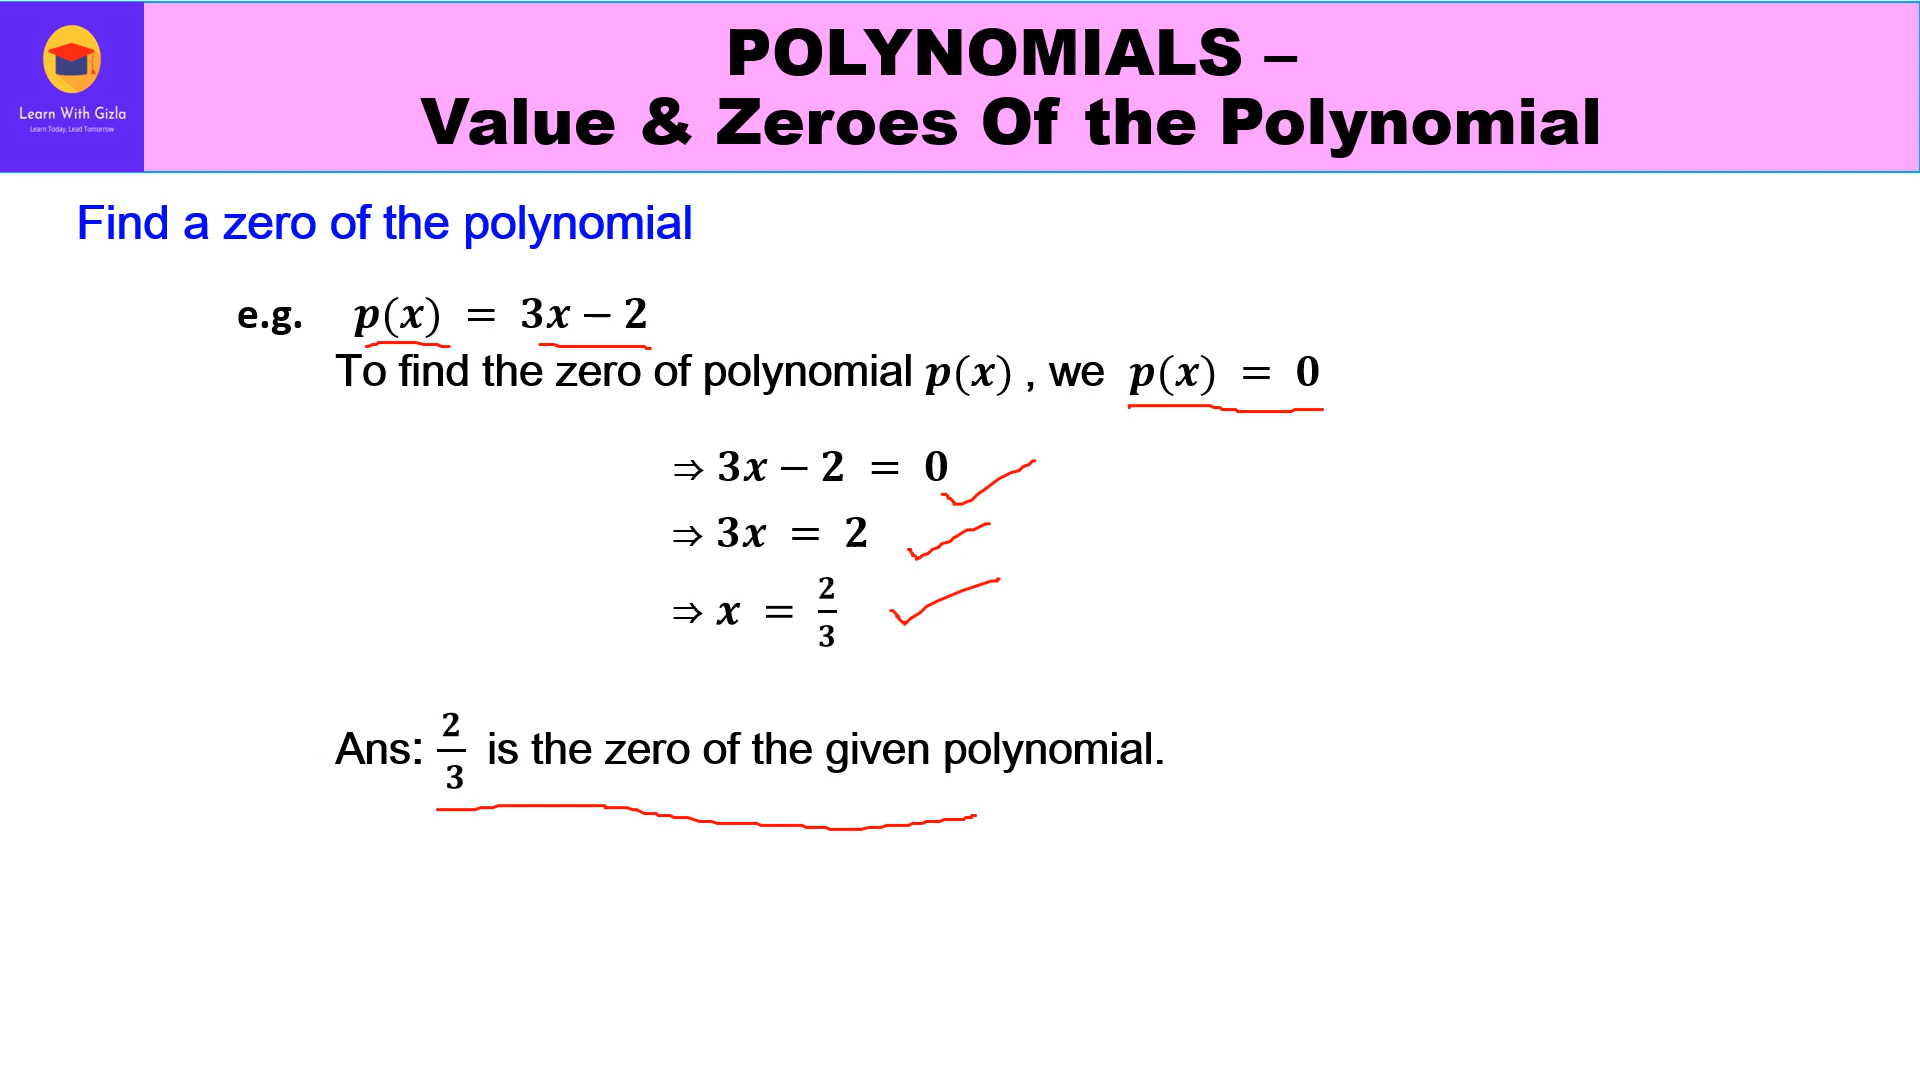 POLYNOMIALS –
Value & Zeroes Of the Polynomial
Learn With Gizla
Learn Today, Lead Tomorrow
Find a zero of the polynomial
e.g. p(x) = 3x − 2
To find the zero of polynomial p(x) , we p(x) = 0
⇒ 3x − 2 = 0
⇒ 3x = 2
⇒ x = 2/3
Ans: 2/3 is the zero of the given polynomial.